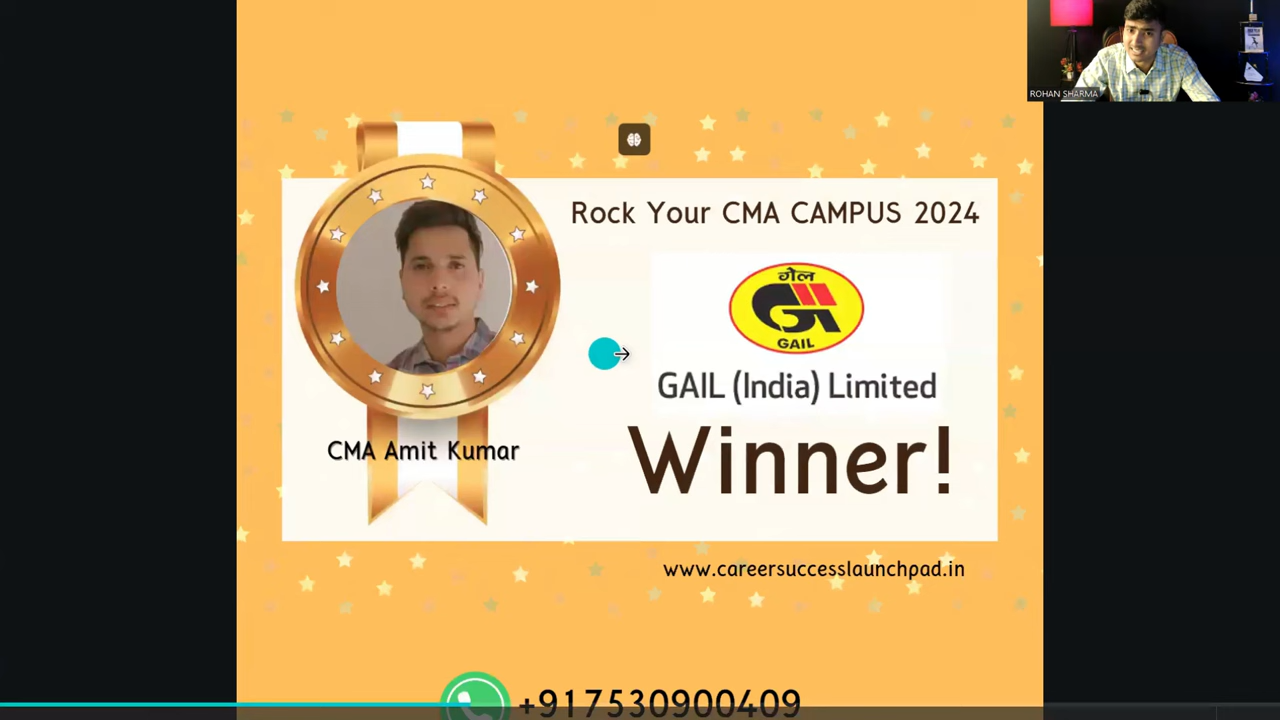 ROHAN SHARMA
Rock Your CMA CAMPUS 2024
गेल
GAIL
GAIL (India) Limited
Winner!
CMA Amit Kumar
www.careersuccesslaunchpad.in
+917530900409